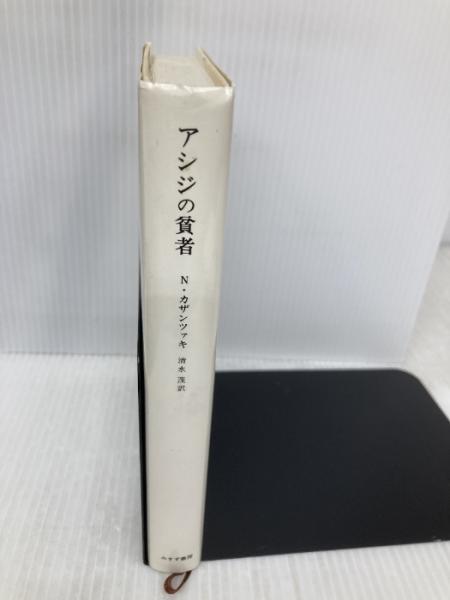 アシジの貧者
N・カザンツァキ
清水茂訳
みすず書房